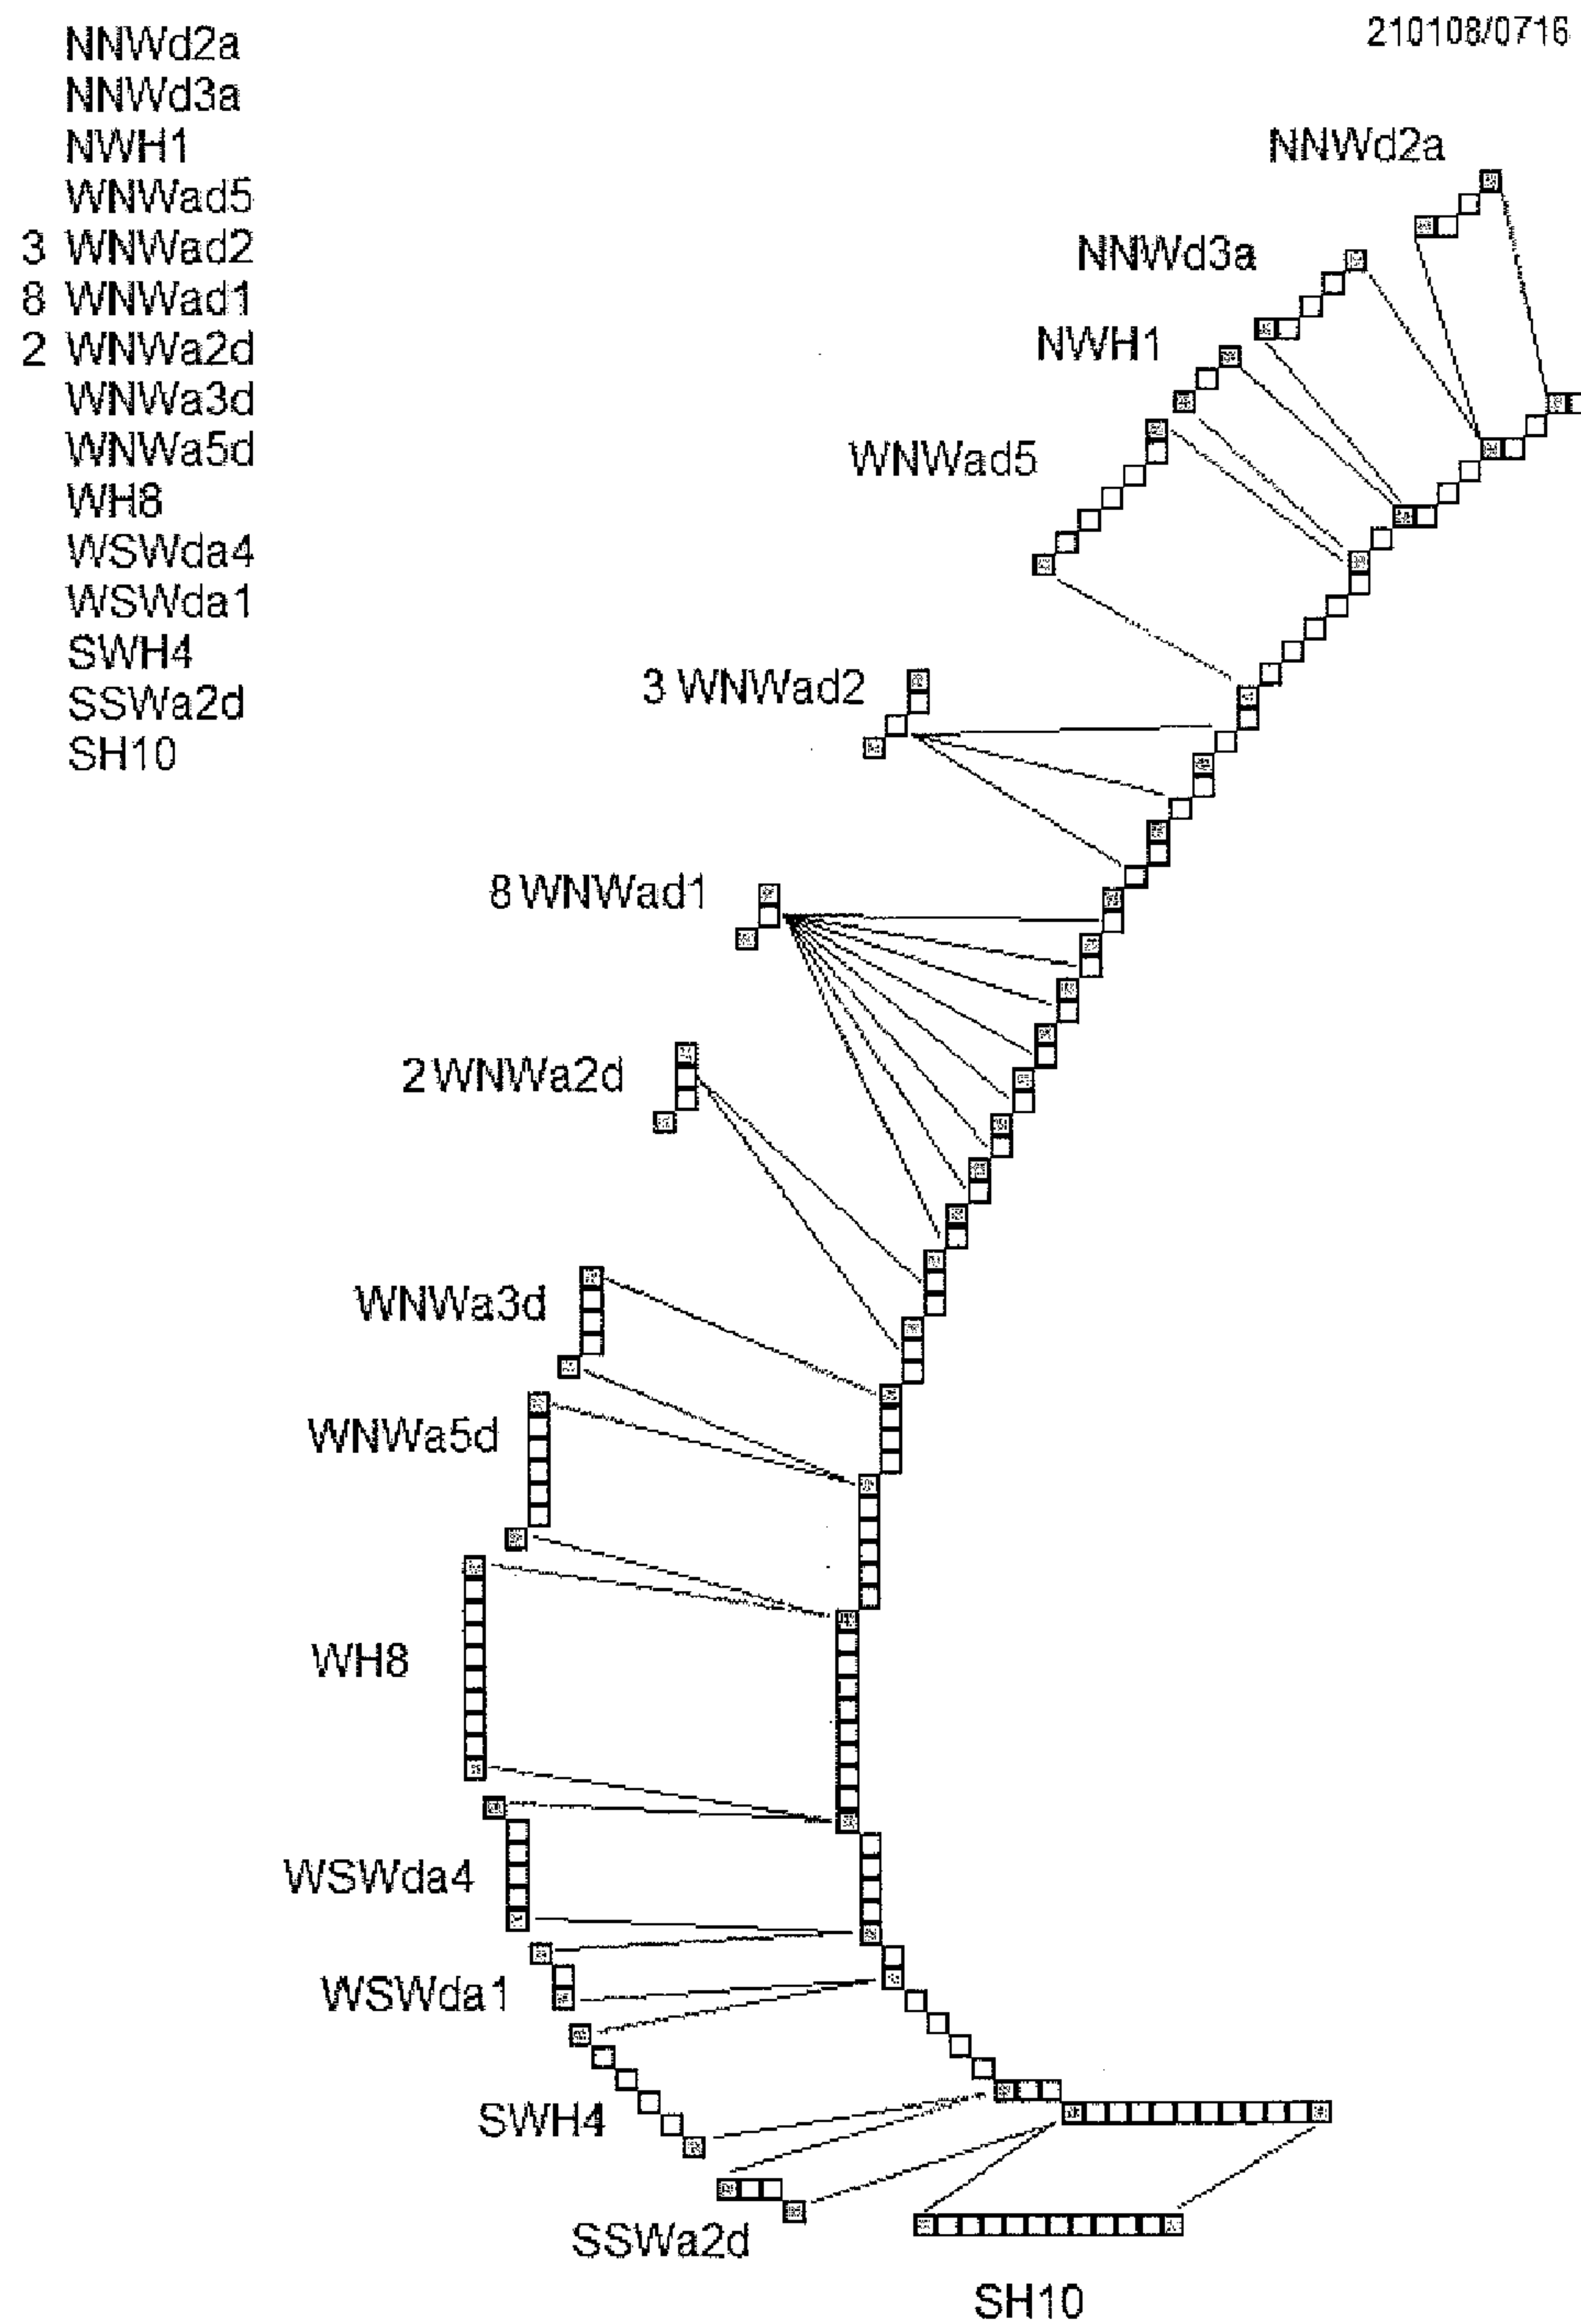 210108/0716
NNWd2a
NNWd3a
NWH1
WNWad5
3 WNWad2
8 WNWad1
2 WNWa2d
WNWa3d
WNWa5d
WH8
WSWda4
WSWda1
SWH4
SSWa2d
SH10
NNWd2a
NNWd3a
NWH1
WNWad5
3 WNWad2
8 WNWad1
2 WNWa2d
WNWa3d
WNWa5d
WH8
WSWda4
WSWda1
SWH4
SSWa2d
SH10